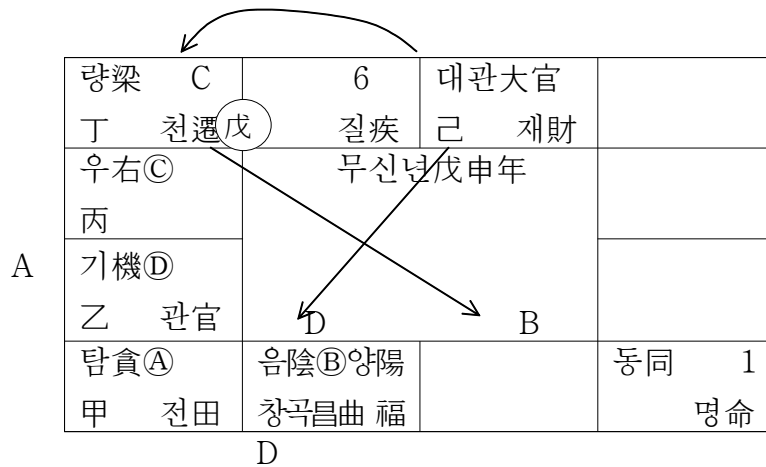 량梁 C
6
대관大官
丁 천遷
戊
질疾
己 재財
우右Ⓒ
무신년戊申年
丙
A
기機Ⓓ
乙 관官
D
B
탐貪Ⓐ
음陰Ⓑ양陽
동同 1
甲 전田
창곡昌曲 福
명命
D